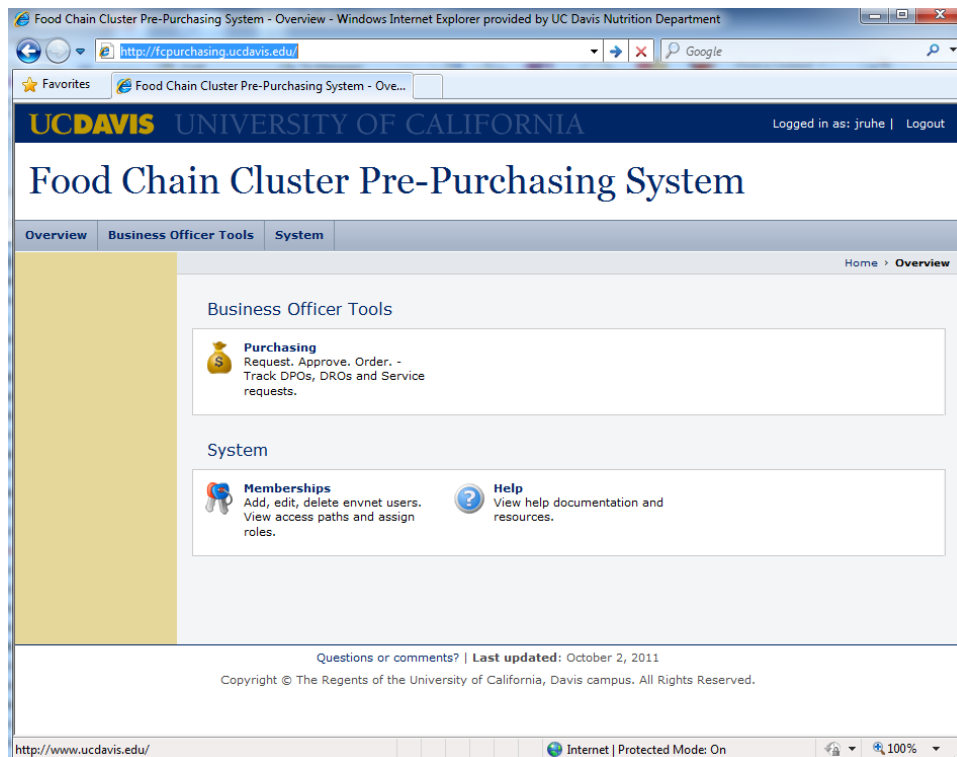 Food Chain Cluster Pre-Purchasing System - Overview - Windows Internet Explorer provided by UC Davis Nutrition Department
http://fcpurchasing.ucdavis.edu/
Google
Favorites
Food Chain Cluster Pre-Purchasing System - Ove...
UCDAVIS UNIVERSITY OF CALIFORNIA
Logged in as: jruhe | Logout
Food Chain Cluster Pre-Purchasing System
Overview Business Officer Tools System
Home › Overview
Business Officer Tools
Purchasing
Request. Approve. Order. -
Track DPOs, DROs and Service
requests.
System
Memberships
Add, edit, delete envnet users.
View access paths and assign
roles.
Help
View help documentation and
resources.
Questions or comments? | Last updated: October 2, 2011
Copyright © The Regents of the University of California, Davis campus. All Rights Reserved.
http://www.ucdavis.edu/
Internet | Protected Mode: On
100%